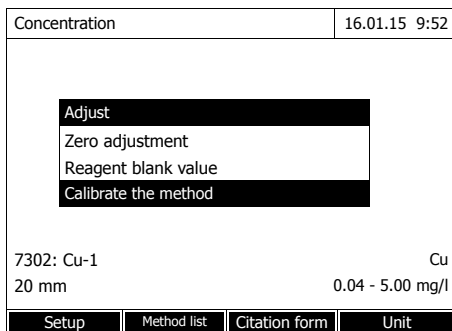 Concentration 16.01.15 9:52
Adjust
Zero adjustment
Reagent blank value
Calibrate the method
7302: Cu-1 Cu
20 mm 0.04 - 5.00 mg/l
Setup Method list Citation form Unit